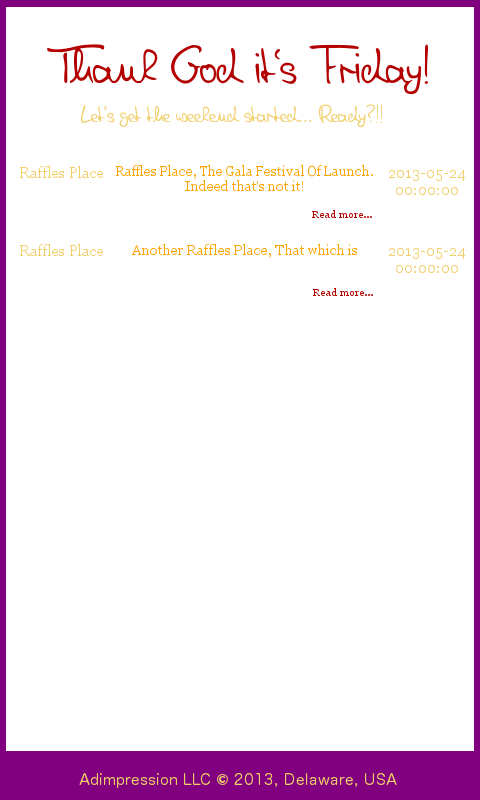 Thank God it's Friday!
Let's get the weekend started... Ready?!!
Raffles Place
Raffles Place, The Gala Festival Of Launch.
Indeed that's not it!
2013-05-24
00:00:00
Read more...
Raffles Place
Another Raffles Place, That which is
2013-05-24
00:00:00
Read more...
Adimpression LLC © 2013, Delaware, USA